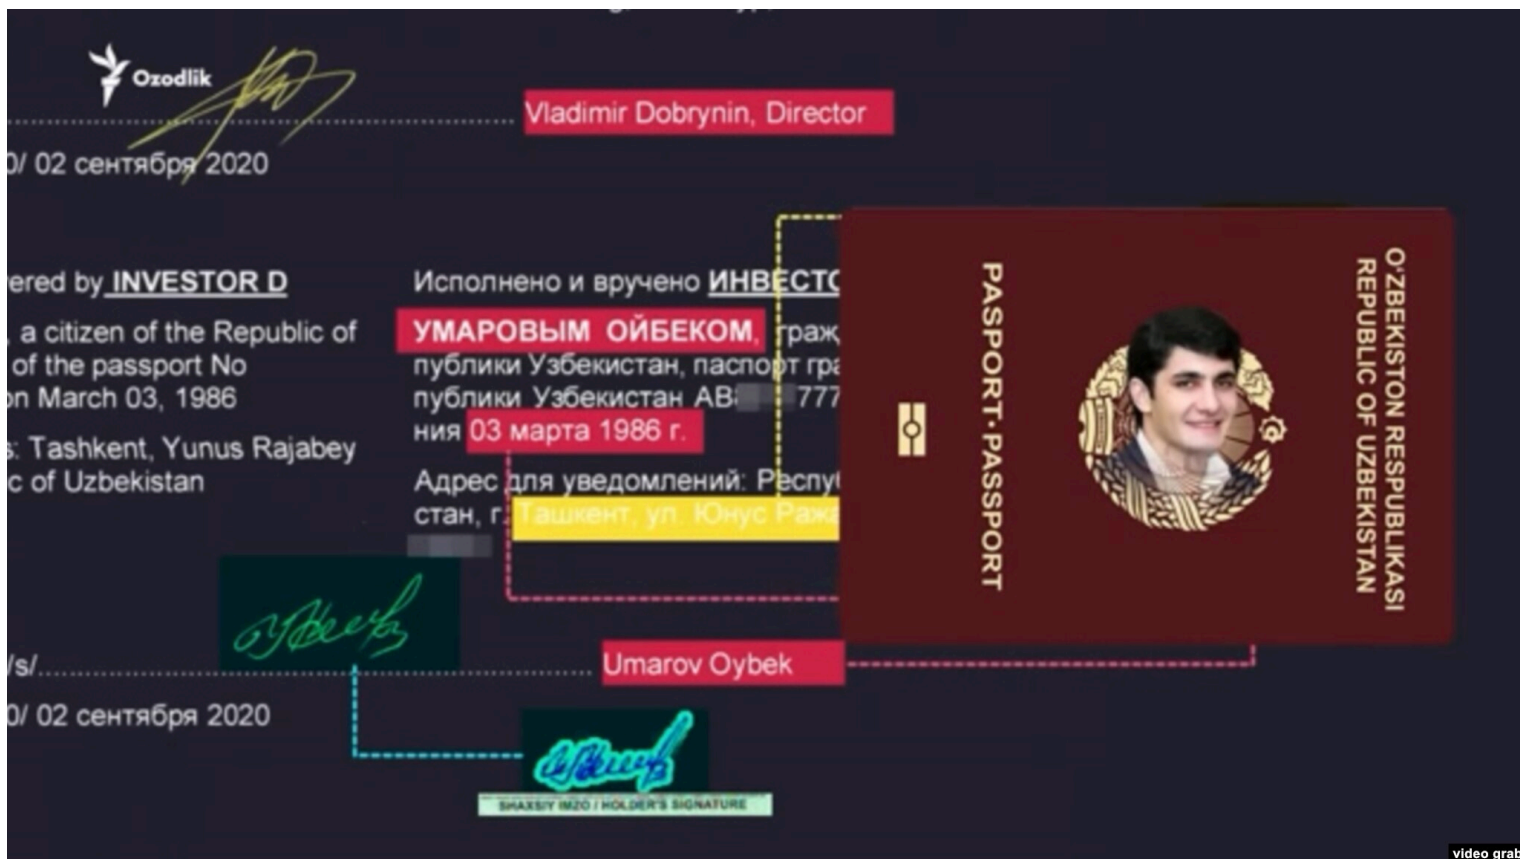 Ozodlik
Vladimir Dobrynin, Director
0/ 02 сентября 2020
ered by INVESTOR D
, a citizen of the Republic of
of the passport No
on March 03, 1986
s: Tashkent, Yunus Rajabey
c of Uzbekistan
Исполнено и вручено ИНВЕСТО
УМАРОВЫМ ОЙБЕКОМ, граж
публики Узбекистан, паспорт гра
публики Узбекистан АВ 777
ния 03 марта 1986 г.
Адрес для уведомлений: Респу
стан, г. Ташкент, ул. Юнус Ража
PASPORT·PASSPORT
O‘ZBEKISTON RESPUBLIKASI
REPUBLIC OF UZBEKISTAN
/s/
Umarov Oybek
0/ 02 сентября 2020
SHAXSIY IMZO / HOLDER'S SIGNATURE
video grab